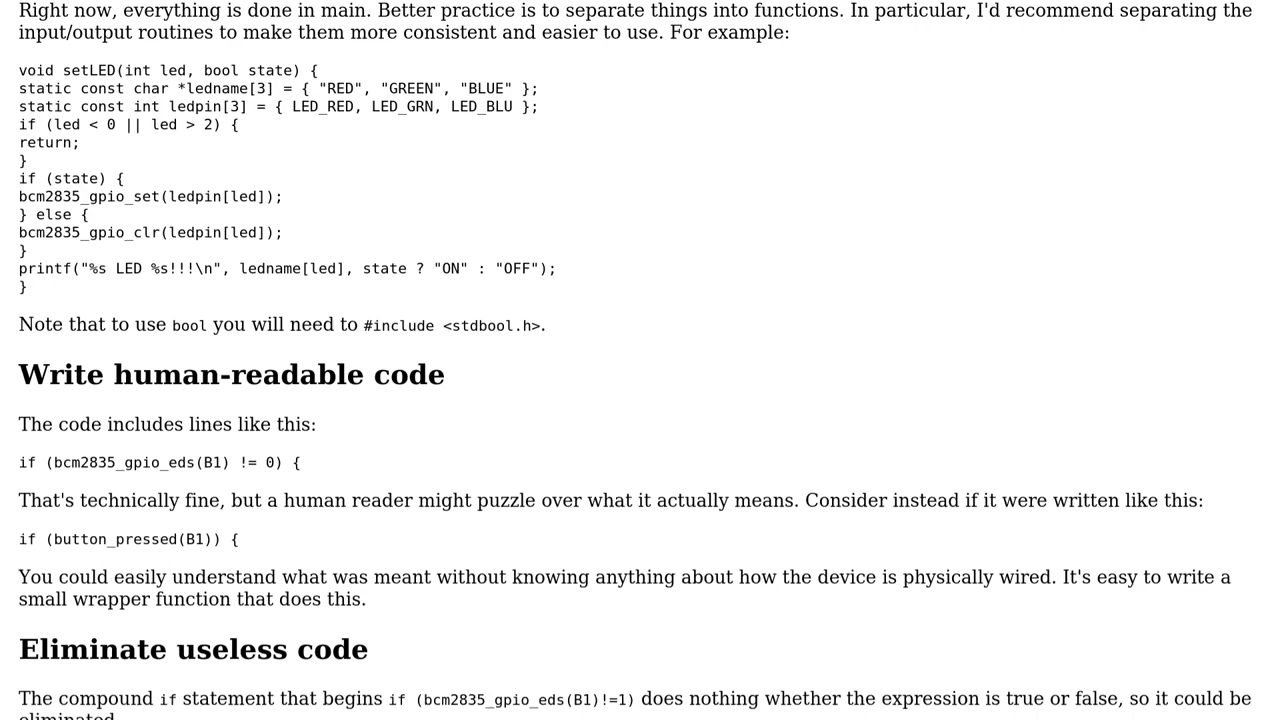 Right now, everything is done in main. Better practice is to separate things into functions. In particular, I'd recommend separating the
input/output routines to make them more consistent and easier to use. For example:
void setLED(int led, bool state) {
static const char *ledname[3] = { "RED", "GREEN", "BLUE" };
static const int ledpin[3] = { LED_RED, LED_GRN, LED_BLU };
if (led < 0 || led > 2) {
return;
}
if (state) {
bcm2835_gpio_set(ledpin[led]);
} else {
bcm2835_gpio_clr(ledpin[led]);
}
printf("%s LED %s!!!\n", ledname[led], state ? "ON" : "OFF");
}
Note that to use bool you will need to #include <stdbool.h>.
Write human-readable code
The code includes lines like this:
if (bcm2835_gpio_eds(B1) != 0) {
That's technically fine, but a human reader might puzzle over what it actually means. Consider instead if it were written like this:
if (button_pressed(B1)) {
You could easily understand what was meant without knowing anything about how the device is physically wired. It's easy to write a
small wrapper function that does this.
Eliminate useless code
The compound if statement that begins if (bcm2835_gpio_eds(B1)!=1) does nothing whether the expression is true or false, so it could be
eliminated.